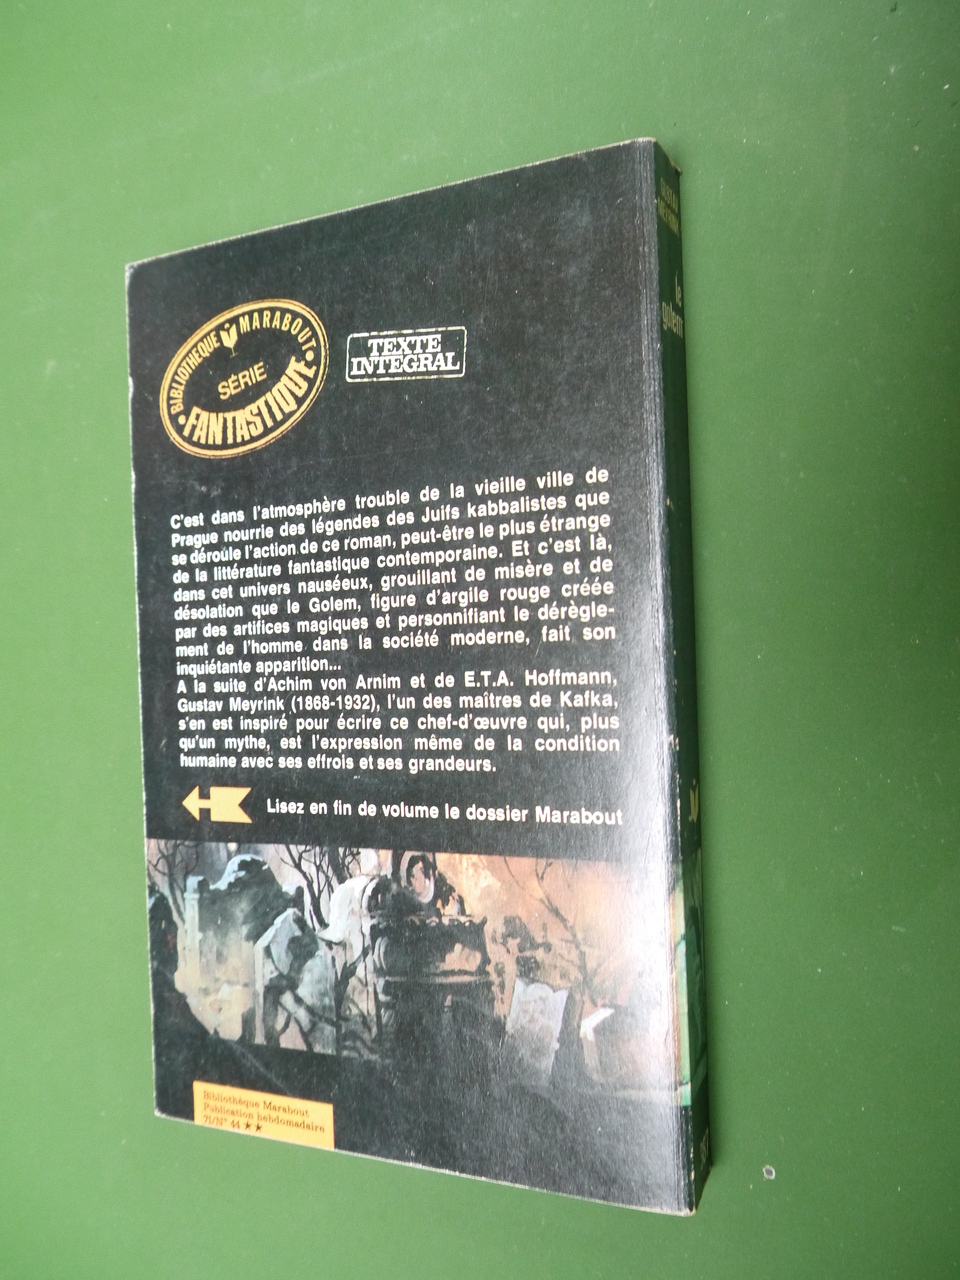 BIBLIOTHEQUE MARABOUT
SÉRIE
FANTASTIQUE
TEXTE
INTEGRAL
C'est dans l'atmosphère trouble de la vieille ville de
Prague nourrie des légendes des Juifs kabbalistes que
se déroule l'action de ce roman, peut-être le plus étrange
de la littérature fantastique contemporaine. Et c'est là,
dans cet univers nauséeux, grouillant de misère et de
désolation que le Golem, figure d'argile rouge créée
par des artifices magiques et personnifiant le dérègle-
ment de l'homme dans la société moderne, fait son
inquiétante apparition...
A la suite d'Achim von Arnim et de E.T.A. Hoffmann,
Gustav Meyrink (1868-1932), l'un des maîtres de Kafka,
s'en est inspiré pour écrire ce chef-d'œuvre qui, plus
qu'un mythe, est l'expression même de la condition
humaine avec ses effrois et ses grandeurs.
Lisez en fin de volume le dossier Marabout
Bibliothèque Marabout
Publication hebdomadaire
71/N° 44 ★★
GUSTAV
MEYRINK
le
golem